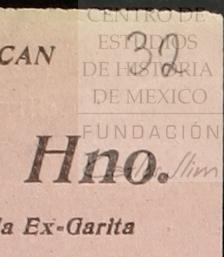 CENTRO DE
ESTUDIOS
DE HISTORIA
DE MEXICO
FUNDACIÓN
Carlos Slim
32
CAN
Hno.
la Ex-Garita